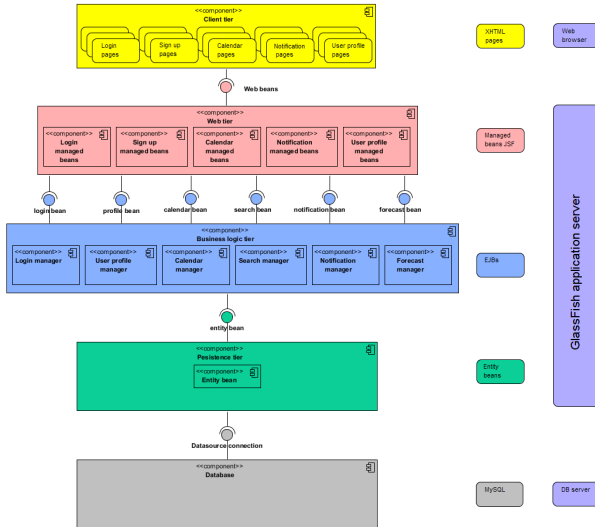 <<component>>
Client tier
Login
pages
Sign up
pages
Calendar
pages
Notification
pages
User profile
pages
XHTML
pages
Web
browser
Web beans
<<component>>
Web tier
<<component>>
Login
managed
beans
<<component>>
Sign up
managed beans
<<component>>
Calendar
managed
beans
<<component>>
Notification
managed beans
<<component>>
User profile
managed
beans
Managed
beans JSF
GlassFish application server
login bean
profile bean
calendar bean
search bean
notification bean
forecast bean
<<component>>
Business logic tier
<<component>>
Login manager
<<component>>
User profile
manager
<<component>>
Calendar
manager
<<component>>
Search manager
<<component>>
Notification
manager
<<component>>
Forecast
manager
EJBs
entity bean
<<component>>
Pesistence tier
<<component>>
Entity bean
Entity
beans
Datasource connection
<<component>>
Database
MySQL
DB server